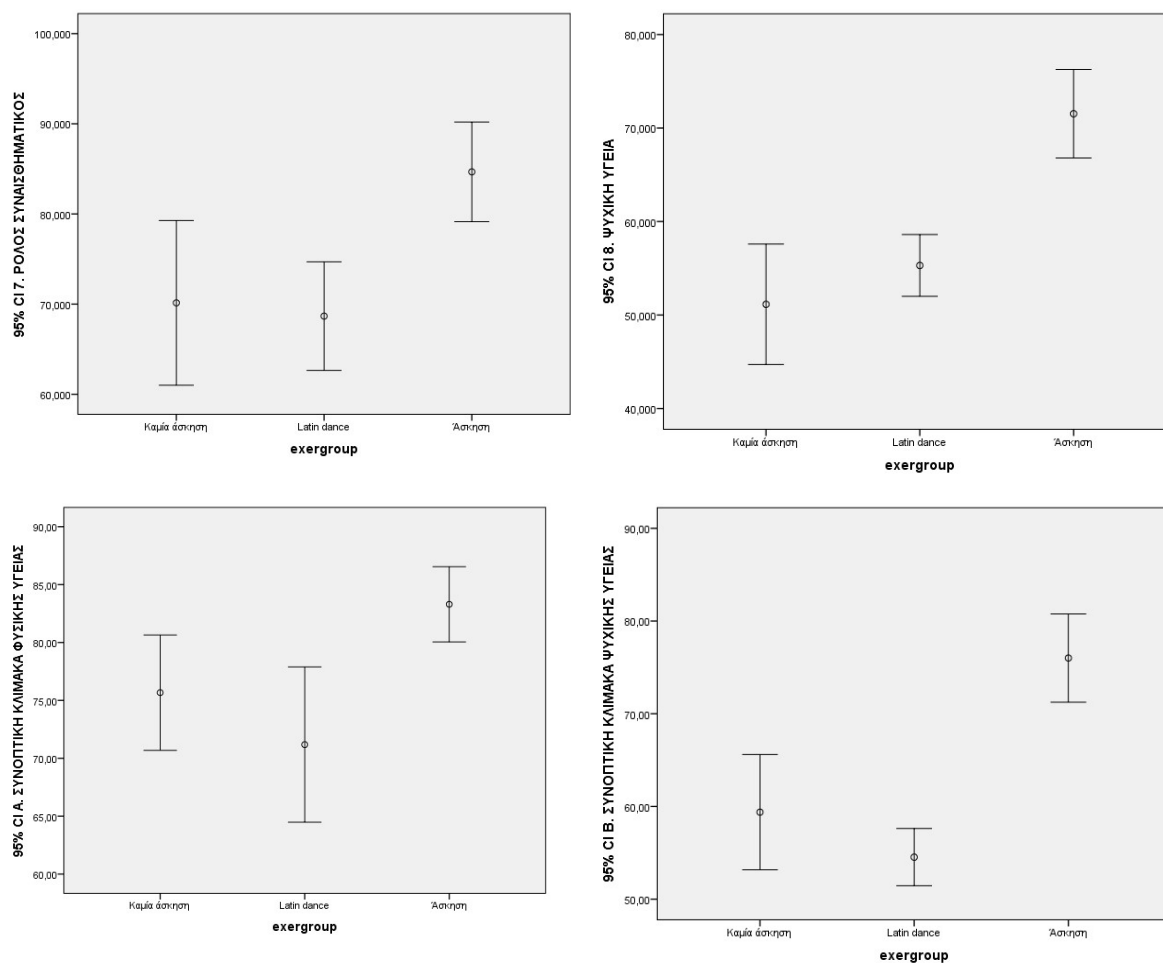 95% CI 7. ΡΟΛΟΣ ΣΥΝΑΙΣΘΗΜΑΤΙΚΟΣ
100,000
90,000
80,000
70,000
60,000
Καμία άσκηση
Latin dance
Άσκηση
exergroup
95% CI 8. ΨΥΧΙΚΗ ΥΓΕΙΑ
80,000
70,000
60,000
50,000
40,000
Καμία άσκηση
Latin dance
Άσκηση
exergroup
95% CI A. ΣΥΝΟΠΤΙΚΗ ΚΛΙΜΑΚΑ ΦΥΣΙΚΗΣ ΥΓΕΙΑΣ
90,00
85,00
80,00
75,00
70,00
65,00
60,00
Καμία άσκηση
Latin dance
Άσκηση
exergroup
95% CI B. ΣΥΝΟΠΤΙΚΗ ΚΛΙΜΑΚΑ ΨΥΧΙΚΗΣ ΥΓΕΙΑΣ
90,00
80,00
70,00
60,00
50,00
Καμία άσκηση
Latin dance
Άσκηση
exergroup